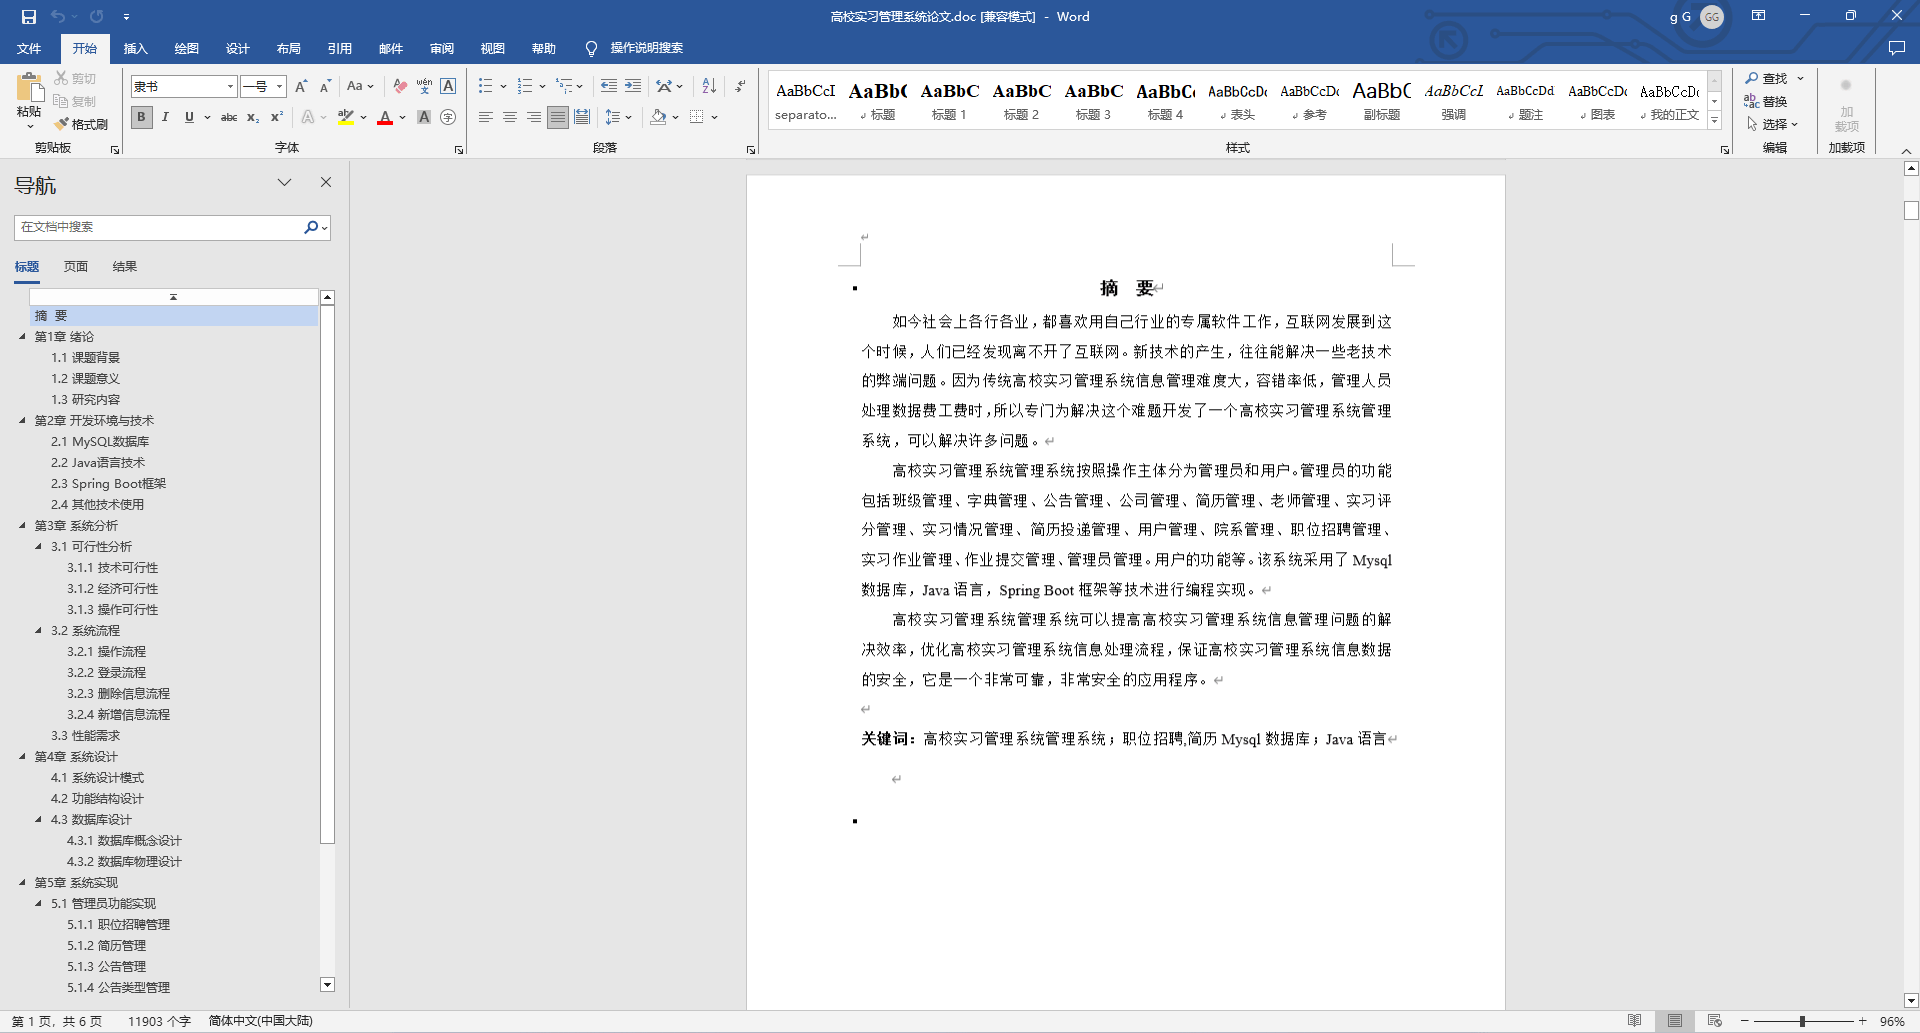 高校实习管理系统论文.doc [兼容模式] - Word
g G
GG
文件 开始 插入 绘图 设计 布局 引用 邮件 审阅 视图 帮助 操作说明搜索
粘贴
剪切
复制
格式刷
剪贴板
隶书 一号
字体
段落
AaBbCcI separato...
AaBb( 标题
AaBbC 标题 1
AaBbC 标题 2
AaBbC 标题 3
AaBbC 标题 4
AaBbCcDc 表头
AaBbCcDc 参考
AaBbC 副标题
AaBbCcL 强调
AaBbCcDd 题注
AaBbCcDc 图表
AaBbCcDc 我的正文
样式
查找
替换
选择
编辑
加载项
加载项
导航
在文档中搜索
标题 页面 结果
摘 要
第1章 绪论
1.1 课题背景
1.2 课题意义
1.3 研究内容
第2章 开发环境与技术
2.1 MySQL数据库
2.2 Java语言技术
2.3 Spring Boot框架
2.4 其他技术使用
第3章 系统分析
3.1 可行性分析
3.1.1 技术可行性
3.1.2 经济可行性
3.1.3 操作可行性
3.2 系统流程
3.2.1 操作流程
3.2.2 登录流程
3.2.3 删除信息流程
3.2.4 新增信息流程
3.3 性能需求
第4章 系统设计
4.1 系统设计模式
4.2 功能结构设计
4.3 数据库设计
4.3.1 数据库概念设计
4.3.2 数据库物理设计
第5章 系统实现
5.1 管理员功能实现
5.1.1 职位招聘管理
5.1.2 简历管理
5.1.3 公告管理
5.1.4 公告类型管理
摘 要
如今社会上各行各业，都喜欢用自己行业的专属软件工作，互联网发展到这
个时候，人们已经发现离不开了互联网。新技术的产生，往往能解决一些老技术
的弊端问题。因为传统高校实习管理系统信息管理难度大，容错率低，管理人员
处理数据费工费时，所以专门为解决这个难题开发了一个高校实习管理系统管理
系统，可以解决许多问题。
高校实习管理系统管理系统按照操作主体分为管理员和用户。管理员的功能
包括班级管理、字典管理、公告管理、公司管理、简历管理、老师管理、实习评
分管理、实习情况管理、简历投递管理、用户管理、院系管理、职位招聘管理、
实习作业管理、作业提交管理、管理员管理。用户的功能等。该系统采用了 Mysql
数据库，Java 语言，Spring Boot 框架等技术进行编程实现。
高校实习管理系统管理系统可以提高高校实习管理系统信息管理问题的解
决效率，优化高校实习管理系统信息处理流程，保证高校实习管理系统信息数据
的安全，它是一个非常可靠，非常安全的应用程序。
关键词：高校实习管理系统管理系统；职位招聘,简历 Mysql 数据库；Java 语言
第 1 页，共 6 页 11903 个字 简体中文(中国大陆) 96%